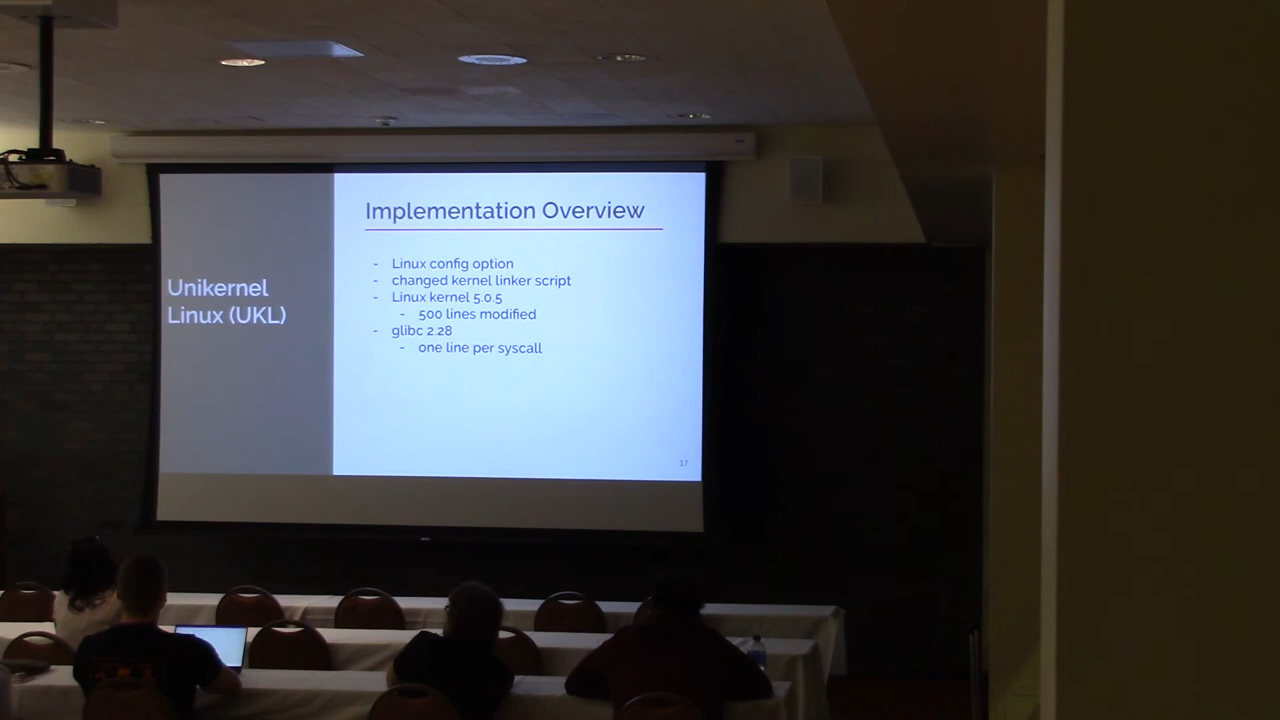 Unikernel
Linux (UKL)
Implementation Overview
- Linux config option
- changed kernel linker script
- Linux kernel 5.0.5
- 500 lines modified
- glibc 2.28
- one line per syscall
17